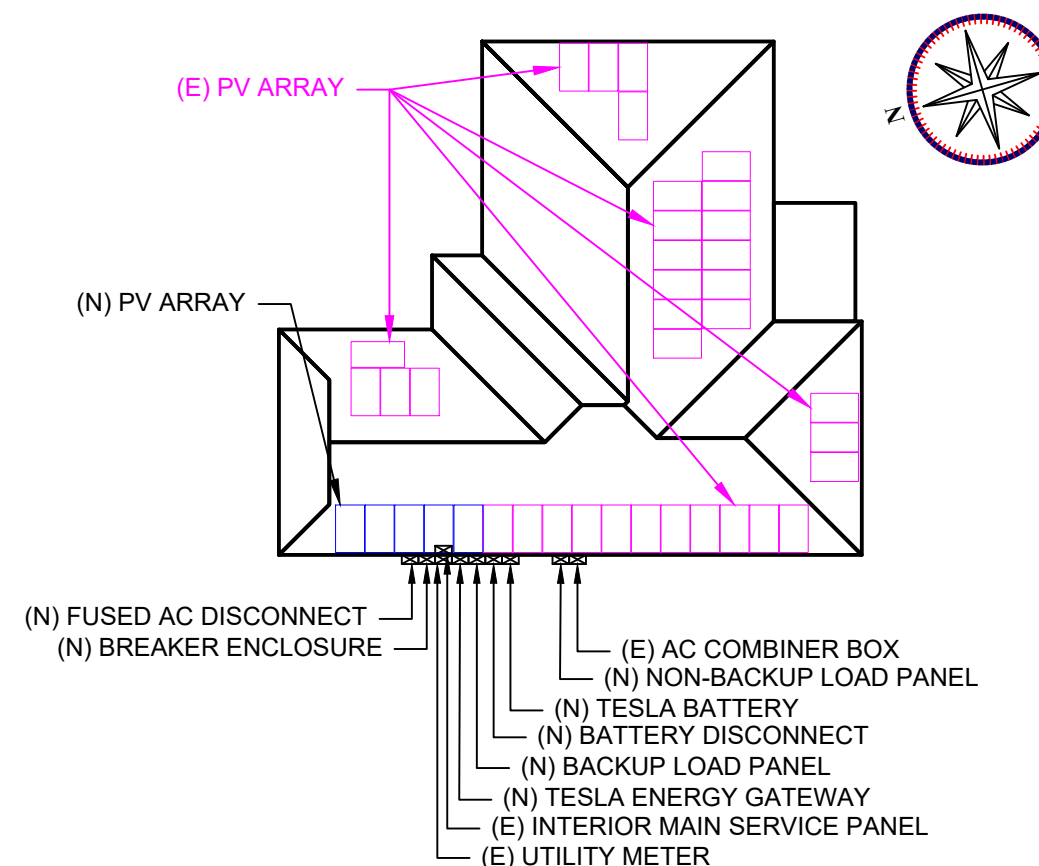 (E) PV ARRAY
N
(N) PV ARRAY
(N) FUSED AC DISCONNECT
(N) BREAKER ENCLOSURE
(E) AC COMBINER BOX
(N) NON-BACKUP LOAD PANEL
(N) TESLA BATTERY
(N) BATTERY DISCONNECT
(N) BACKUP LOAD PANEL
(N) TESLA ENERGY GATEWAY
(E) INTERIOR MAIN SERVICE PANEL
(E) UTILITY METER